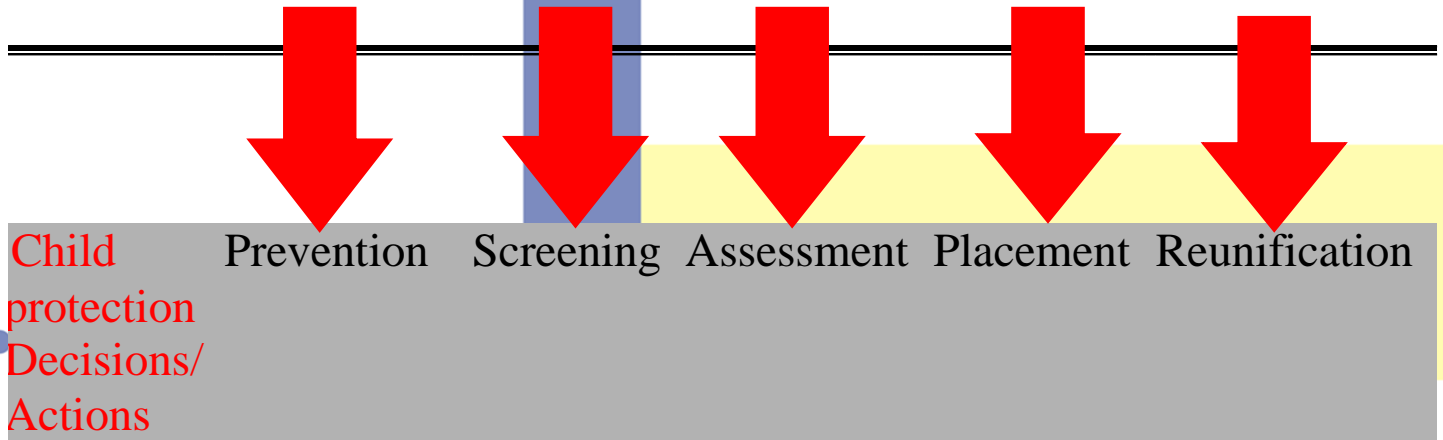 Child Prevention Screening Assessment Placement Reunification
protection
Decisions/
Actions